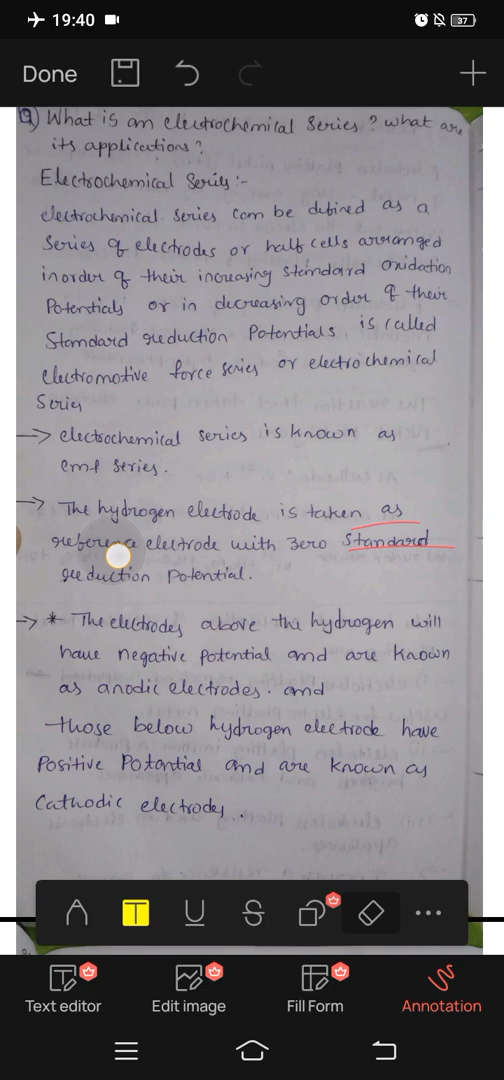 19:40
37
Done
Q) What is an electrochemical series? what are
its applications?
Electrochemical Series :-
electrochemical series can be defined as a
series of electrodes or half cells arranged
inorder of their increasing standard oxidation
Potentials or in decreasing order of their
Standard reduction Potentials. is called
electromotive force series or electrochemical
Series
→ electrochemical series is known as
emf series.
→ The hydrogen electrode is taken as
reference electrode with zero standard
reduction Potential.
→ * The electrodes above the hydrogen will
have negative potential and are known
as anodic electrodes. and
those below hydrogen electrode have
Positive Potential and are known as
Cathodic electrodes.
T
U
S
Text editor
Edit image
Fill Form
Annotation